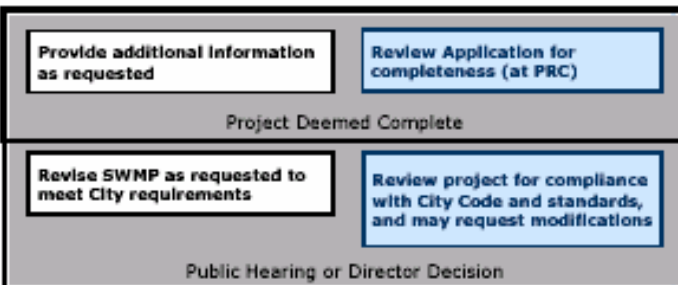 Provide additional information
as requested
Review Application for
completeness (at PRC)
Project Deemed Complete
Revise SWMP as requested to
meet City requirements
Review project for compliance
with City Code and standards,
and may request modifications
Public Hearing or Director Decision